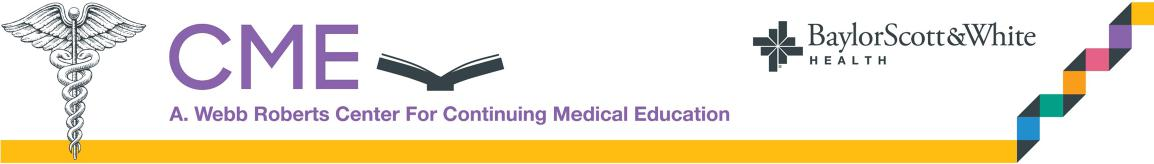 CME
A. Webb Roberts Center For Continuing Medical Education
BaylorScott&White
HEALTH